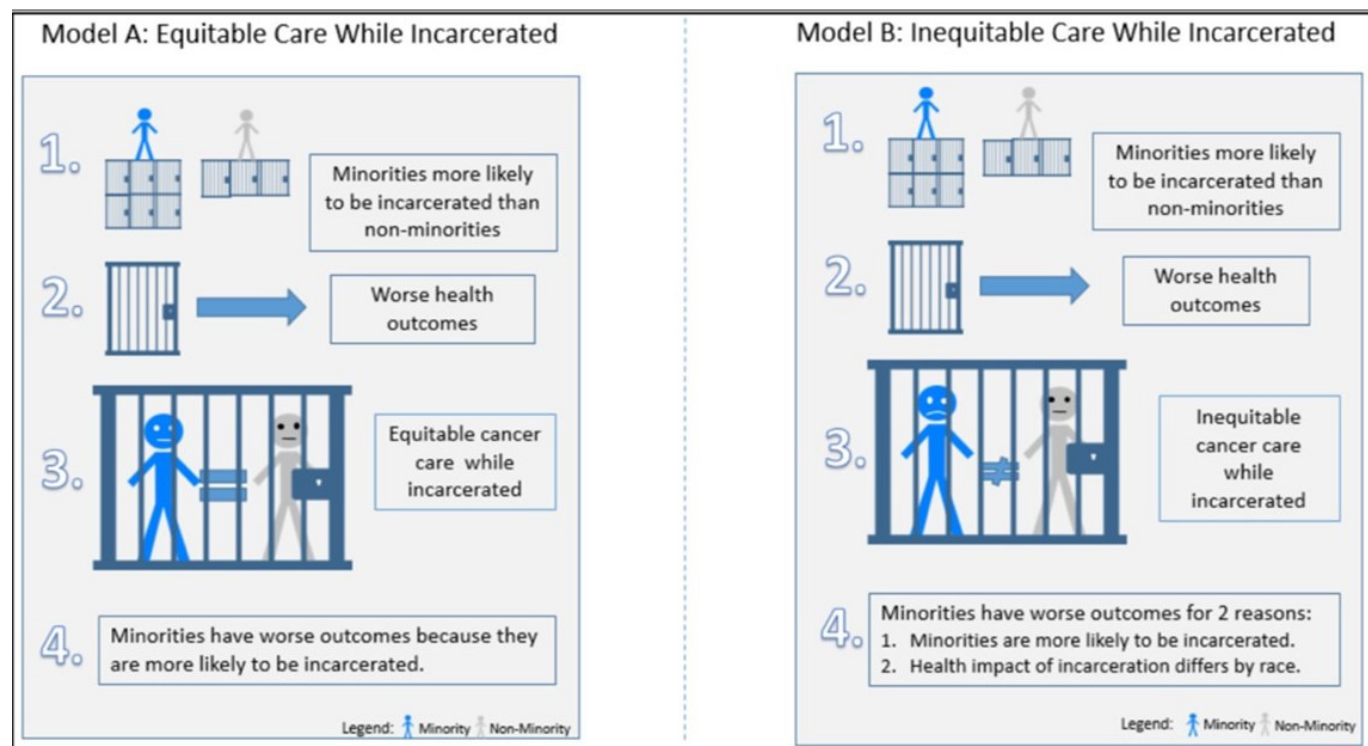 Model A: Equitable Care While Incarcerated
1.
Minorities more likely
to be incarcerated than
non-minorities
2.
Worse health
outcomes
3.
Equitable cancer
care while
incarcerated
4.
Minorities have worse outcomes because they
are more likely to be incarcerated.
Legend: Minority Non-Minority
Model B: Inequitable Care While Incarcerated
1.
Minorities more likely
to be incarcerated than
non-minorities
2.
Worse health
outcomes
3.
Inequitable
cancer care
while
incarcerated
4.
Minorities have worse outcomes for 2 reasons:
1. Minorities are more likely to be incarcerated.
2. Health impact of incarceration differs by race.
Legend: Minority Non-Minority